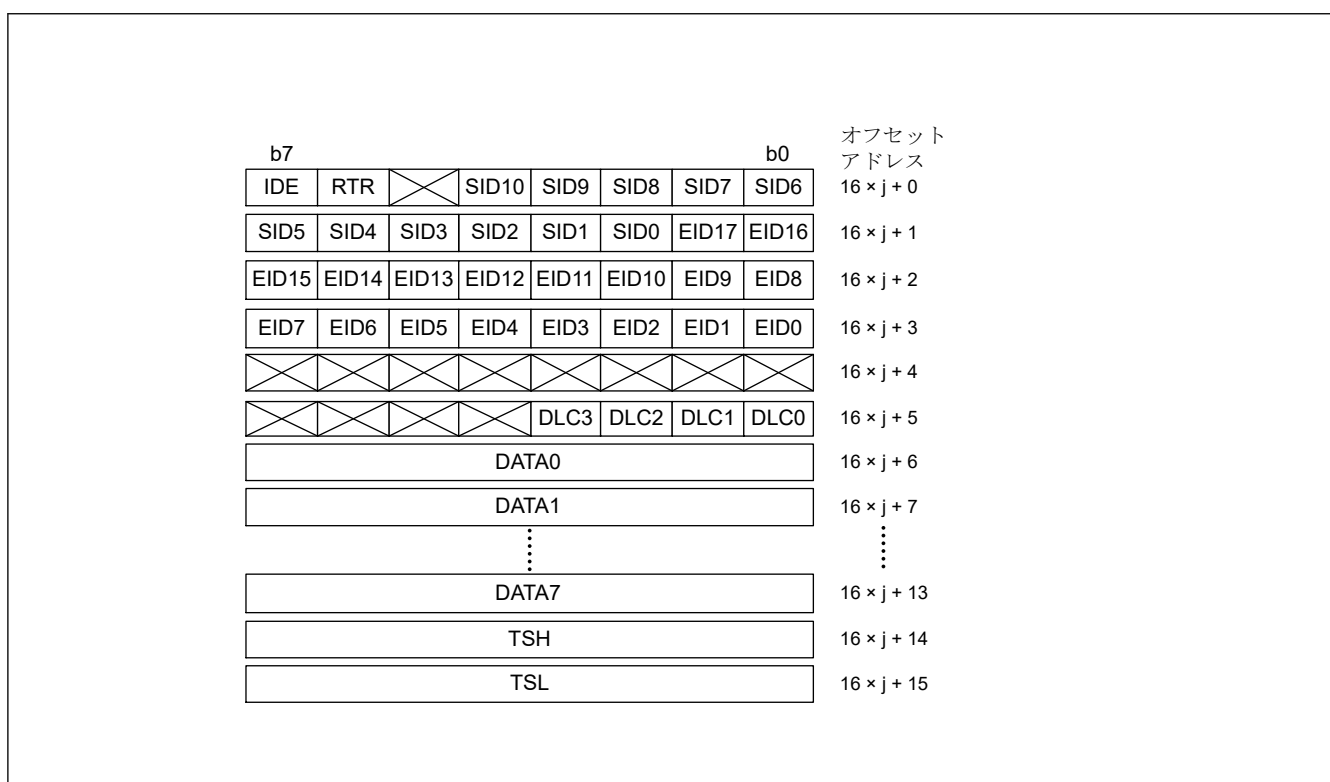 オフセット
アドレス
b7 b0
IDE RTR SID10 SID9 SID8 SID7 SID6 16 × j + 0
SID5 SID4 SID3 SID2 SID1 SID0 EID17 EID16 16 × j + 1
EID15 EID14 EID13 EID12 EID11 EID10 EID9 EID8 16 × j + 2
EID7 EID6 EID5 EID4 EID3 EID2 EID1 EID0 16 × j + 3
16 × j + 4
DLC3 DLC2 DLC1 DLC0 16 × j + 5
DATA0 16 × j + 6
DATA1 16 × j + 7
DATA7 16 × j + 13
TSH 16 × j + 14
TSL 16 × j + 15